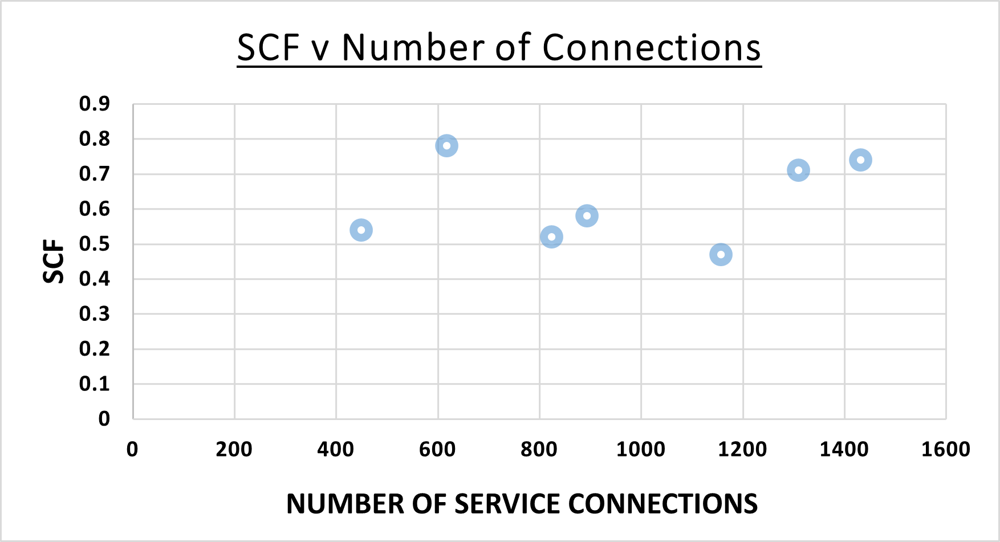 SCF v Number of Connections
0.9
0.8
0.7
0.6
0.5
0.4
0.3
0.2
0.1
0
SCF
0 200 400 600 800 1000 1200 1400 1600
NUMBER OF SERVICE CONNECTIONS